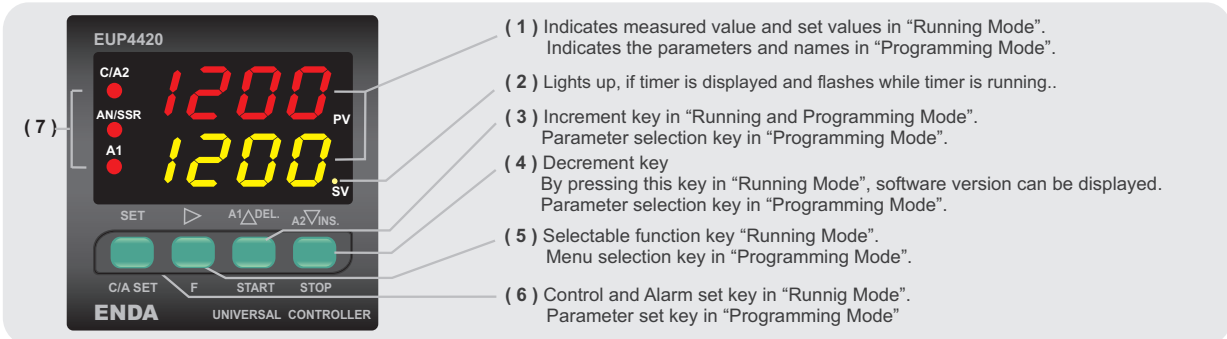 EUP4420
C/A2
AN/SSR
A1
1200
PV
1200
SV
SET
A1 DEL.
A2 INS.
C/A SET F START STOP
ENDA UNIVERSAL CONTROLLER
( 7 )
( 1 ) Indicates measured value and set values in “Running Mode”.
Indicates the parameters and names in “Programming Mode”.
( 2 ) Lights up, if timer is displayed and flashes while timer is running..
( 3 ) Increment key in “Running and Programming Mode”.
Parameter selection key in “Programming Mode”.
( 4 ) Decrement key
By pressing this key in “Running Mode”, software version can be displayed.
Parameter selection key in “Programming Mode”.
( 5 ) Selectable function key “Running Mode”.
Menu selection key in “Programming Mode”.
( 6 ) Control and Alarm set key in “Runnig Mode”.
Parameter set key in “Programming Mode”